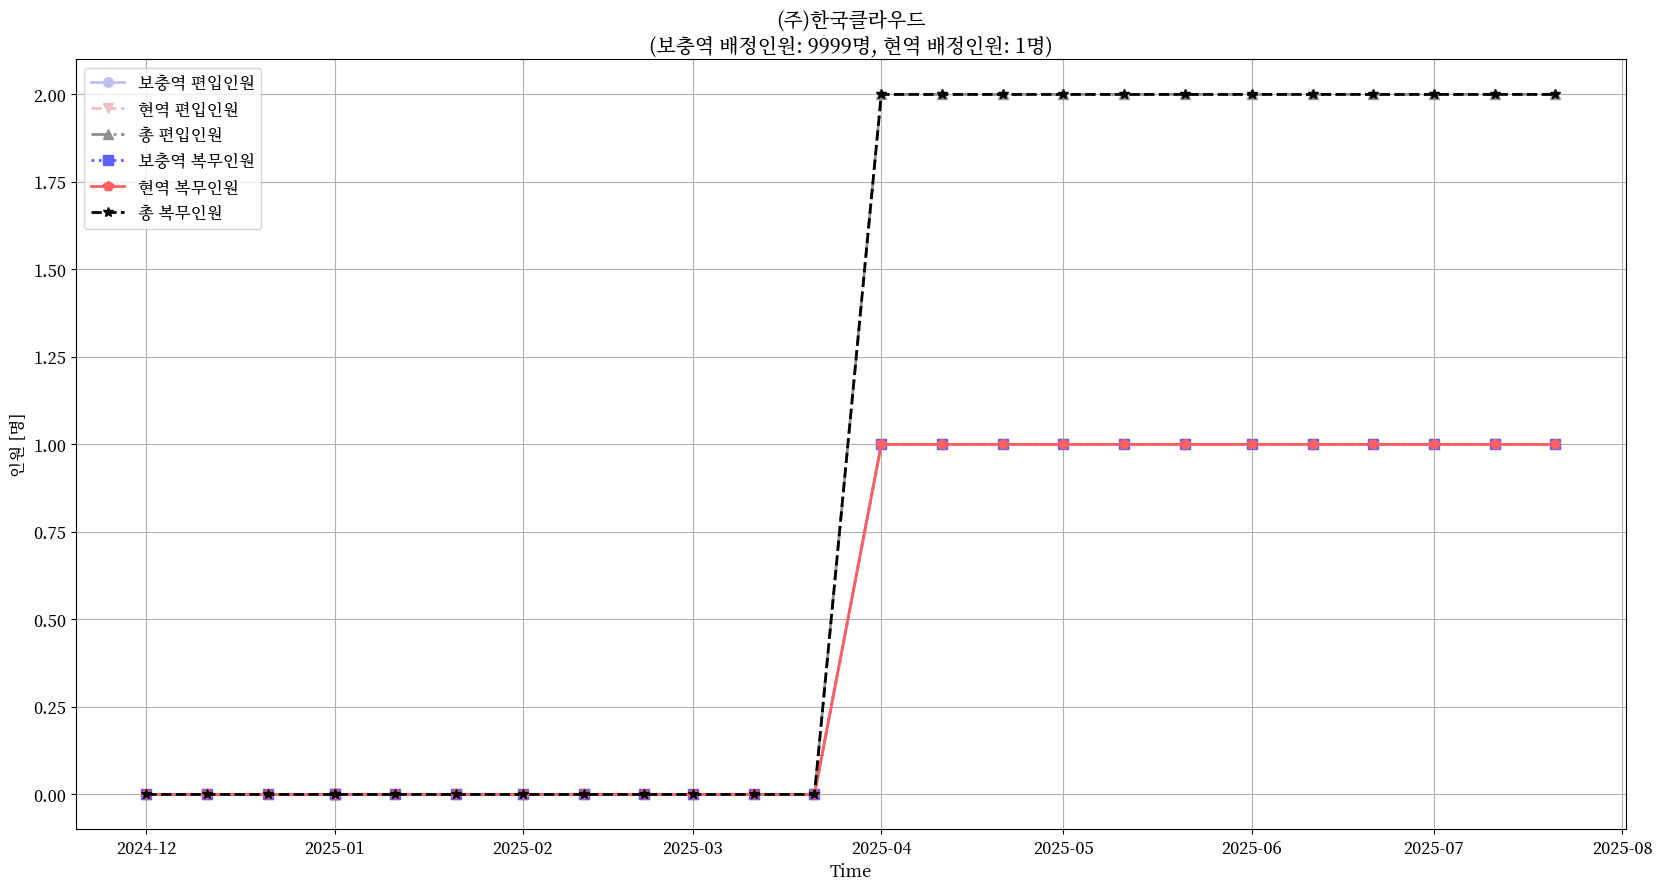 (주)한국클라우드
(보충역 배정인원: 9999명, 현역 배정인원: 1명)
보충역 편입인원
현역 편입인원
총 편입인원
보충역 복무인원
현역 복무인원
총 복무인원
2.00
1.75
1.50
1.25
1.00
0.75
0.50
0.25
0.00
인원 [명]
2024-12
2025-01
2025-02
2025-03
2025-04
2025-05
2025-06
2025-07
2025-08
Time